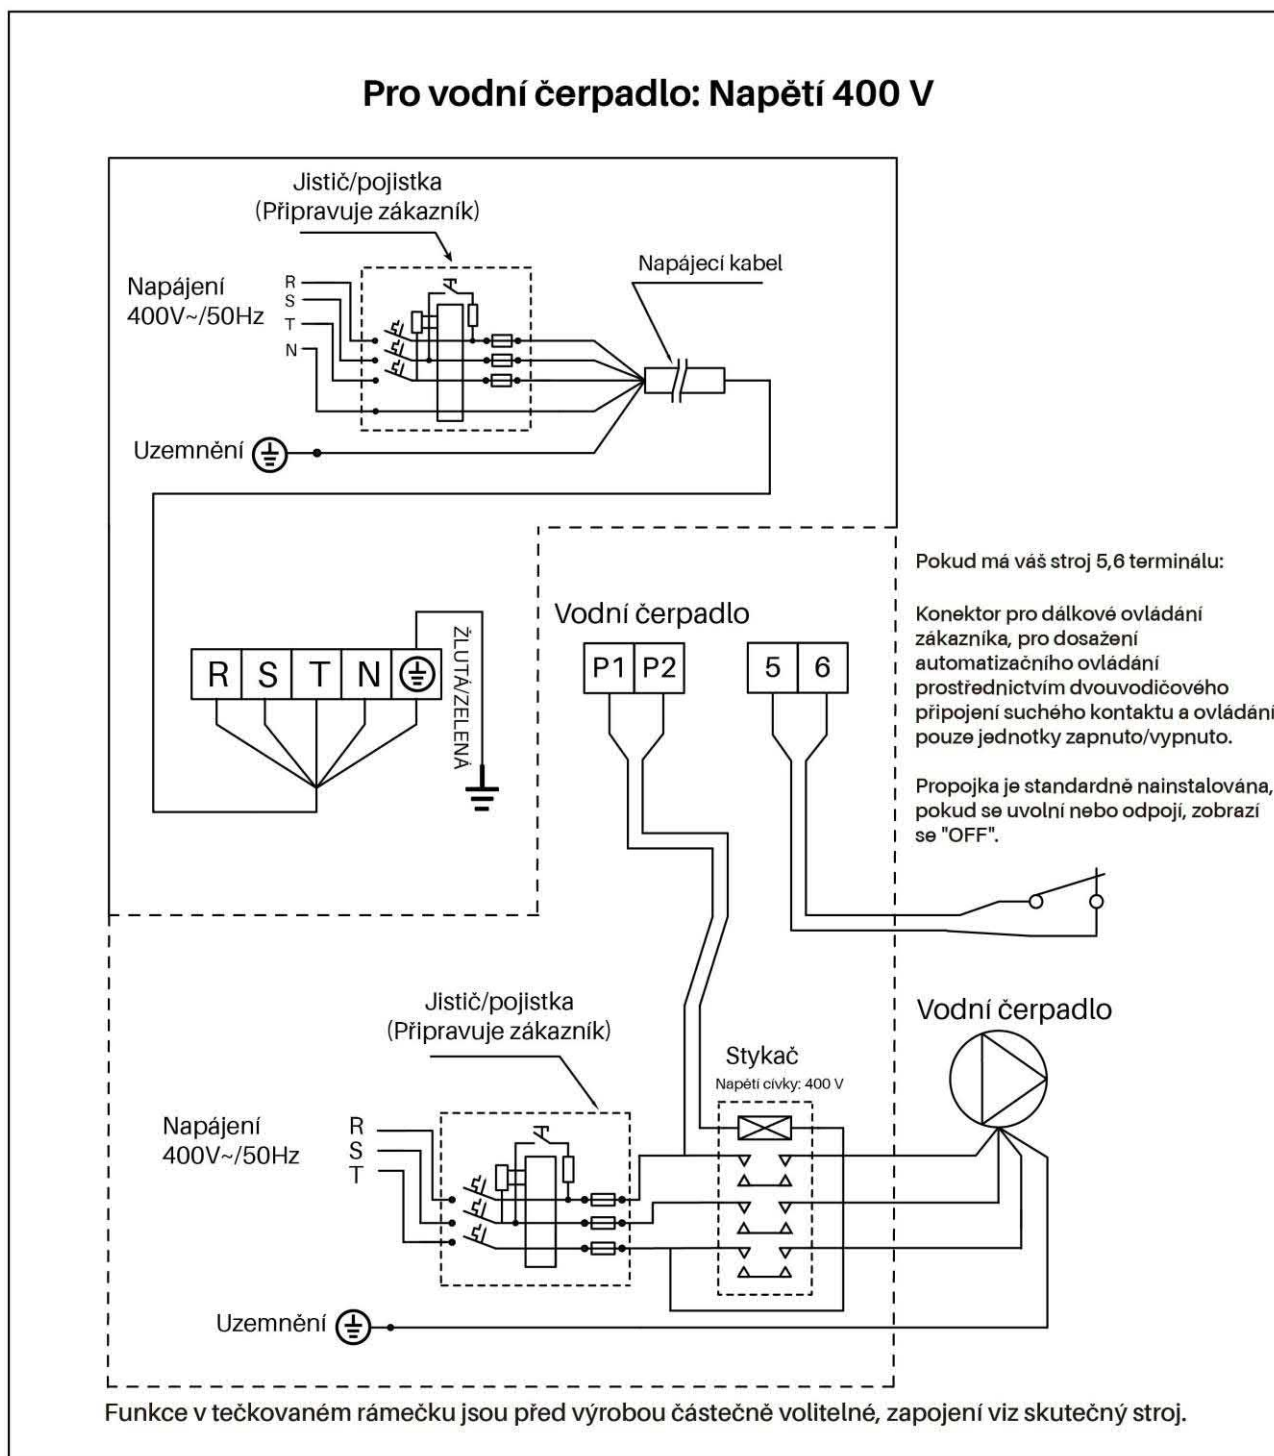 Pro vodní čerpadlo: Napětí 400 V
Jistič/pojistka
(Připravuje zákazník)
Napájecí kabel
Napájení
400V~/50Hz
R
S
T
N
Uzemnění
R S T N
ŽLUTÁ/ZELENÁ
Vodní čerpadlo
P1 P2
5 6
Pokud má váš stroj 5,6 terminálu:
Konektor pro dálkové ovládání
zákazníka, pro dosažení
automatizačního ovládání
prostřednictvím dvouvodičového
připojení suchého kontaktu a ovládání
pouze jednotky zapnuto/vypnuto.
Propojka je standardně nainstalována,
pokud se uvolní nebo odpojí, zobrazí
se "OFF".
Jistič/pojistka
(Připravuje zákazník)
Stykač
Napětí cívky: 400 V
Vodní čerpadlo
Napájení
400V~/50Hz
R
S
T
Uzemnění
Funkce v tečkovaném rámečku jsou před výrobou částečně volitelné, zapojení viz skutečný stroj.